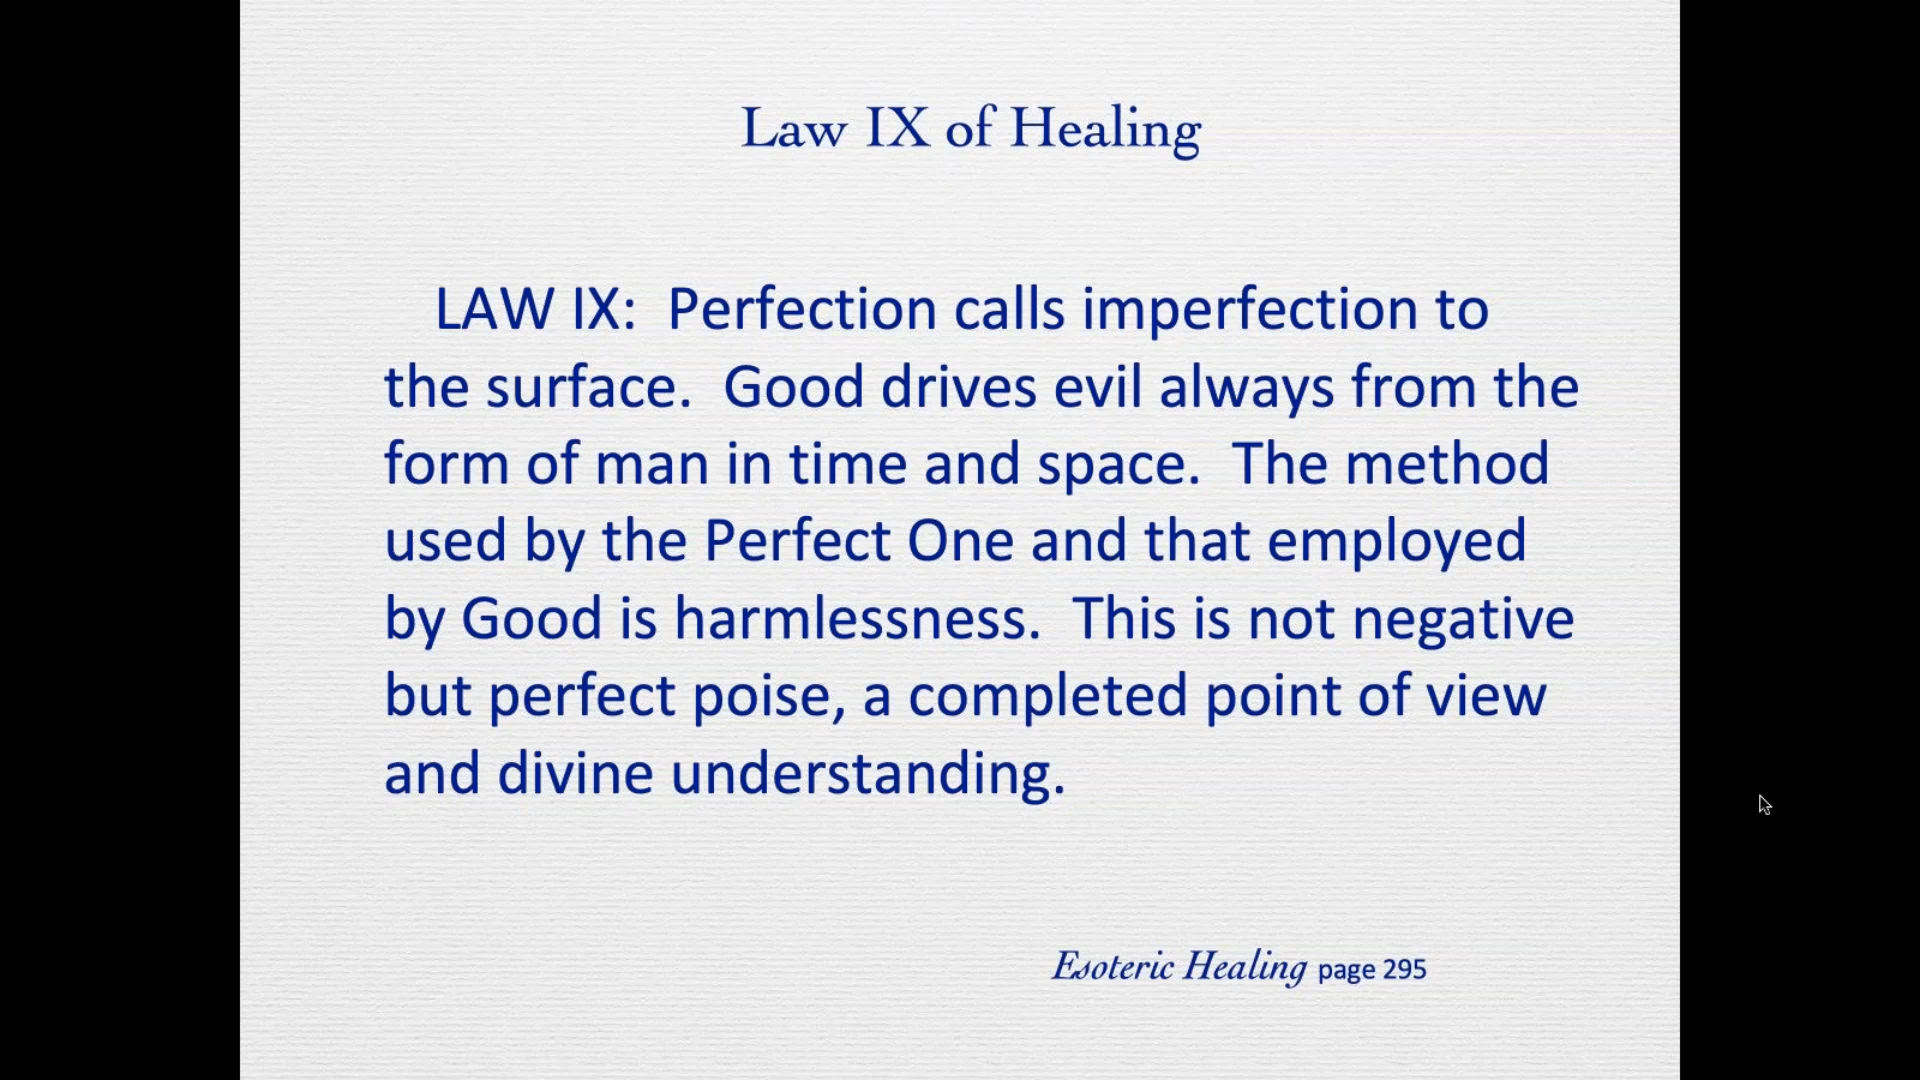 Law IX of Healing
LAW IX:  Perfection calls imperfection to
the surface.  Good drives evil always from the
form of man in time and space.  The method
used by the Perfect One and that employed
by Good is harmlessness.  This is not negative
but perfect poise, a completed point of view
and divine understanding.
Esoteric Healing page 295